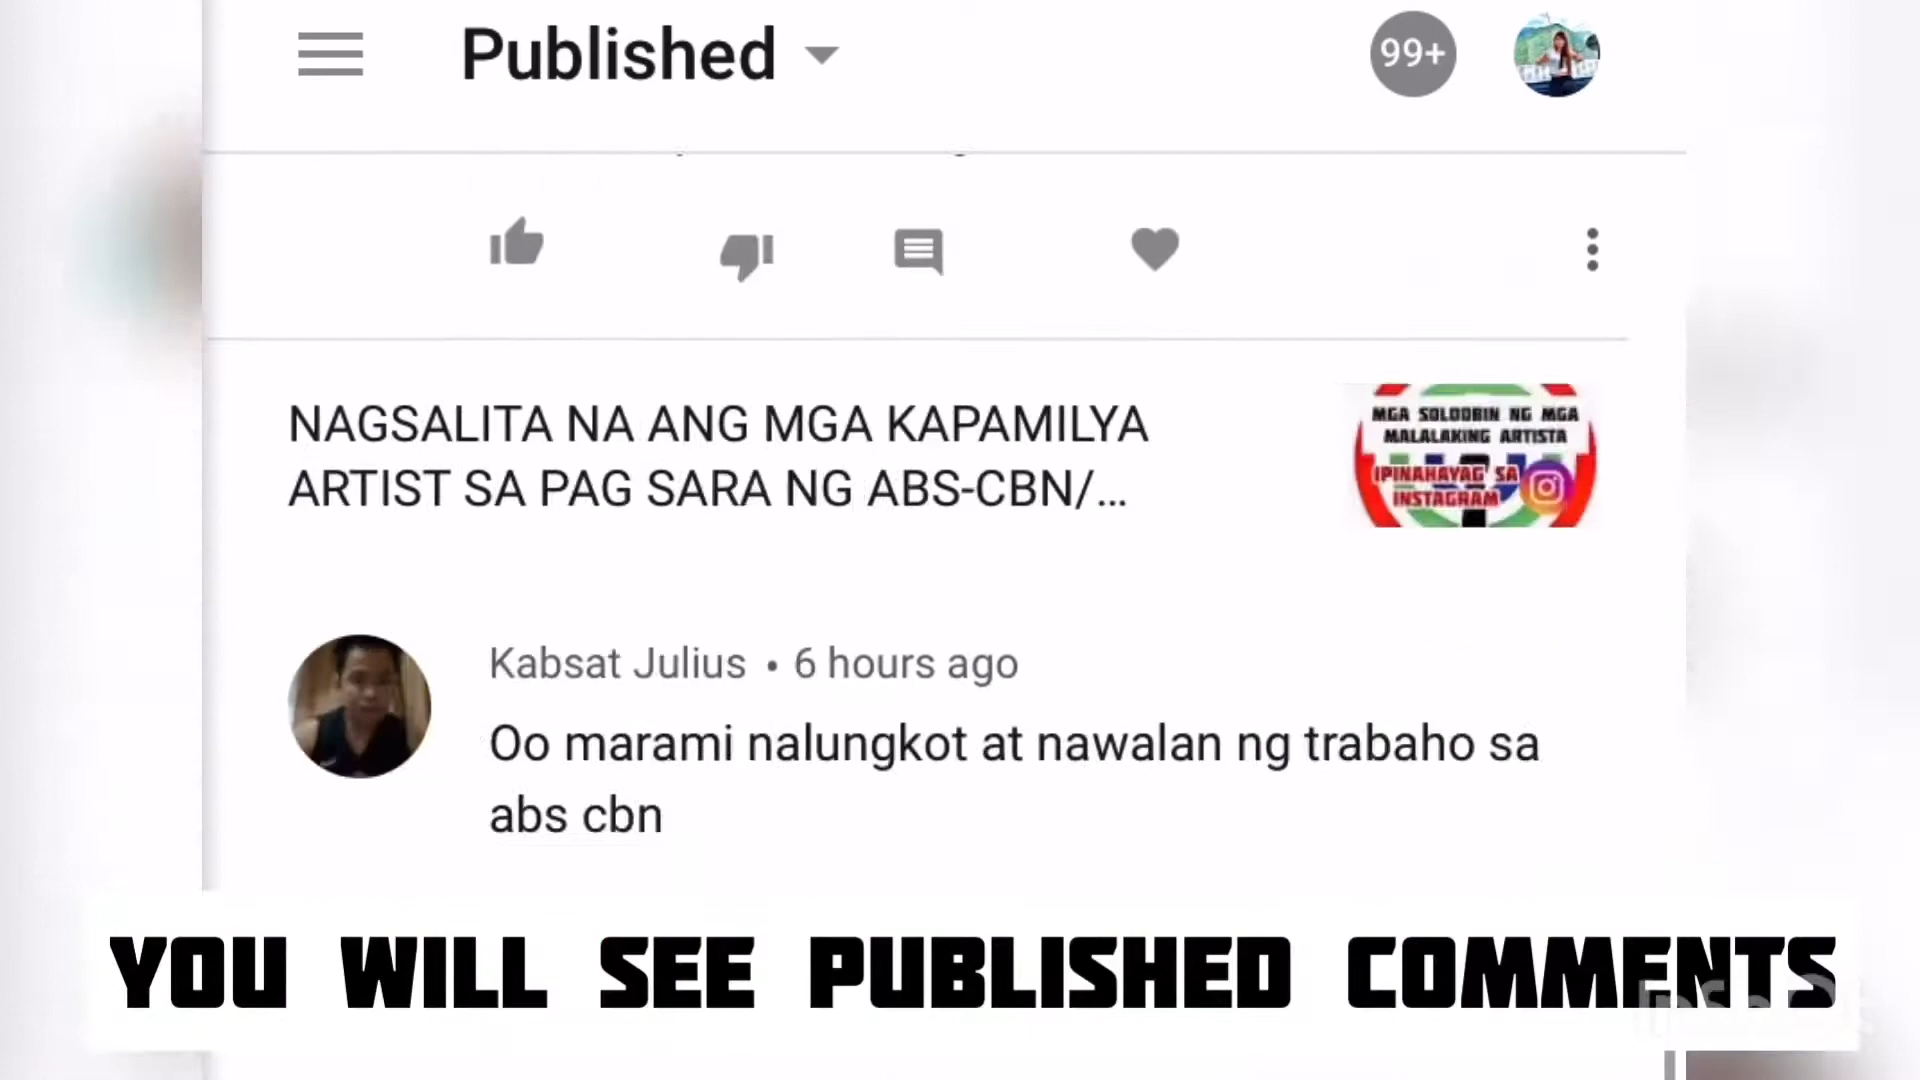 Published
99+
NAGSALITA NA ANG MGA KAPAMILYA
ARTIST SA PAG SARA NG ABS-CBN/...
MGA SOLOOBIN NG MGA
MALALAKING ARTISTA
IPINAHAYAG SA
INSTAGRAM
Kabsat Julius • 6 hours ago
Oo marami nalungkot at nawalan ng trabaho sa
abs cbn
YOU WILL SEE PUBLISHED COMMENTS